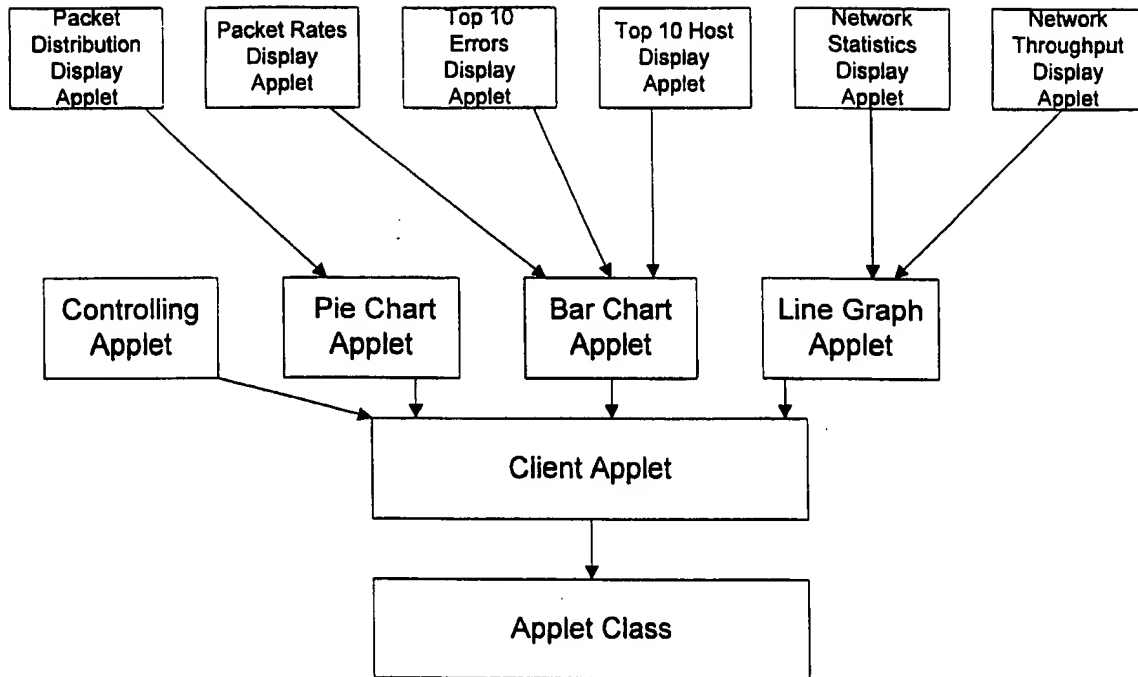 Packet
Distribution
Display
Applet
Packet Rates
Display
Applet
Top 10
Errors
Display
Applet
Top 10 Host
Display
Applet
Network
Statistics
Display
Applet
Network
Throughput
Display
Applet
Controlling
Applet
Pie Chart
Applet
Bar Chart
Applet
Line Graph
Applet
Client Applet
Applet Class